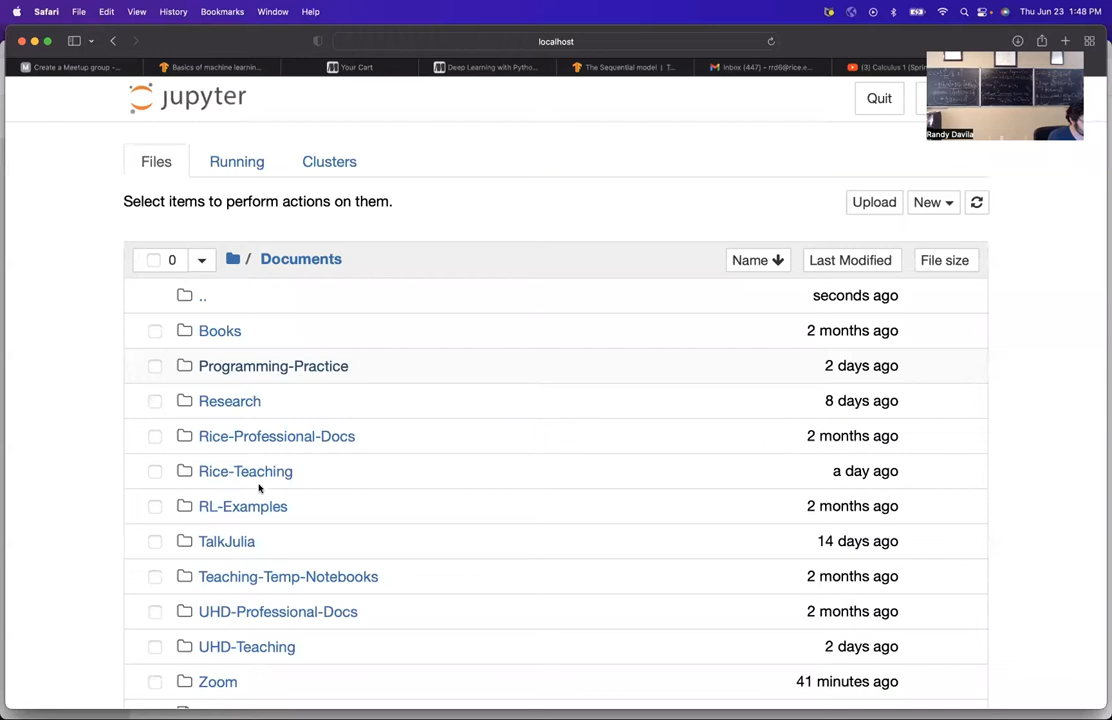 Safari File Edit View History Bookmarks Window Help Thu Jun 23 1:48 PM
localhost
Create a Meetup group -... Basics of machine learnin... Your Cart Deep Learning with Pytho... The Sequential model | T... Inbox (447) - rrd6@rice.e... (3) Calculus 1 (Sprin
jupyter
Quit
Randy Davila
Files Running Clusters
Select items to perform actions on them.
Upload New
0 / Documents Name Last Modified File size
.. seconds ago
Books 2 months ago
Programming-Practice 2 days ago
Research 8 days ago
Rice-Professional-Docs 2 months ago
Rice-Teaching a day ago
RL-Examples 2 months ago
TalkJulia 14 days ago
Teaching-Temp-Notebooks 2 months ago
UHD-Professional-Docs 2 months ago
UHD-Teaching 2 days ago
Zoom 41 minutes ago